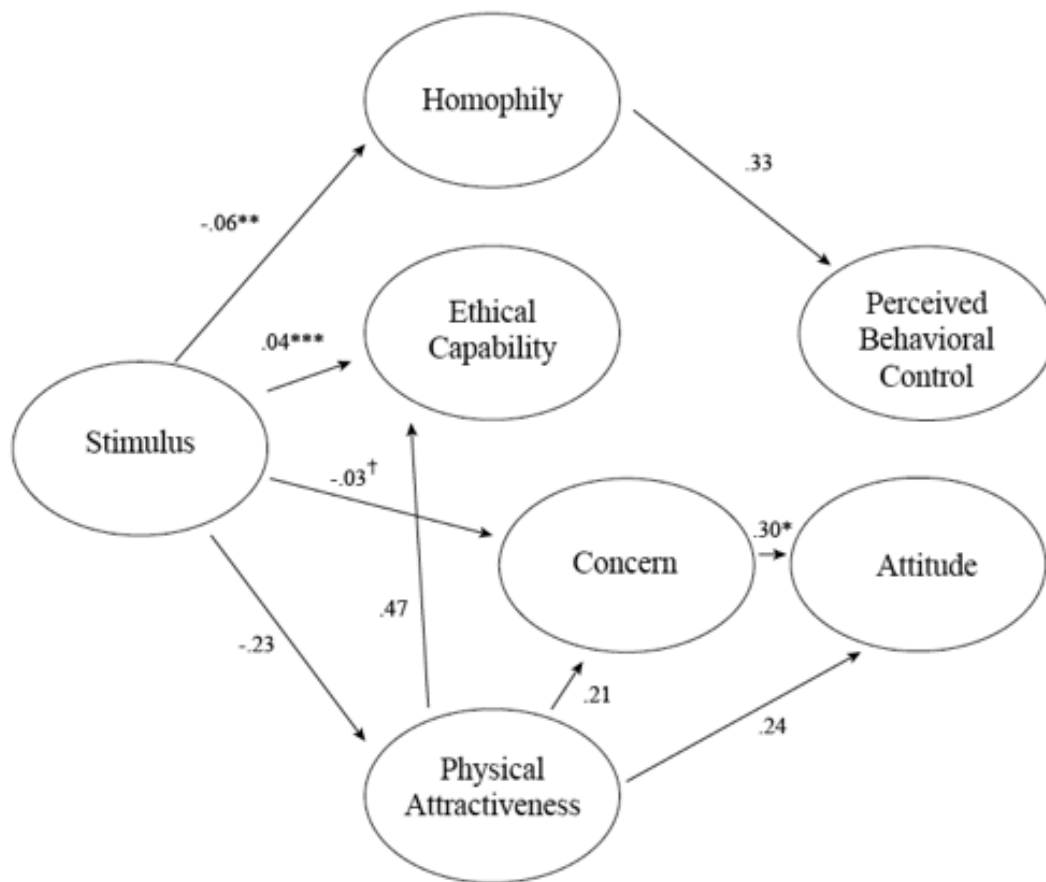 Homophily
.33
-.06**
Ethical
Capability
Perceived
Behavioral
Control
.04***
Stimulus
-.03†
.30*
Concern
Attitude
.47
-.23
.21
.24
Physical
Attractiveness